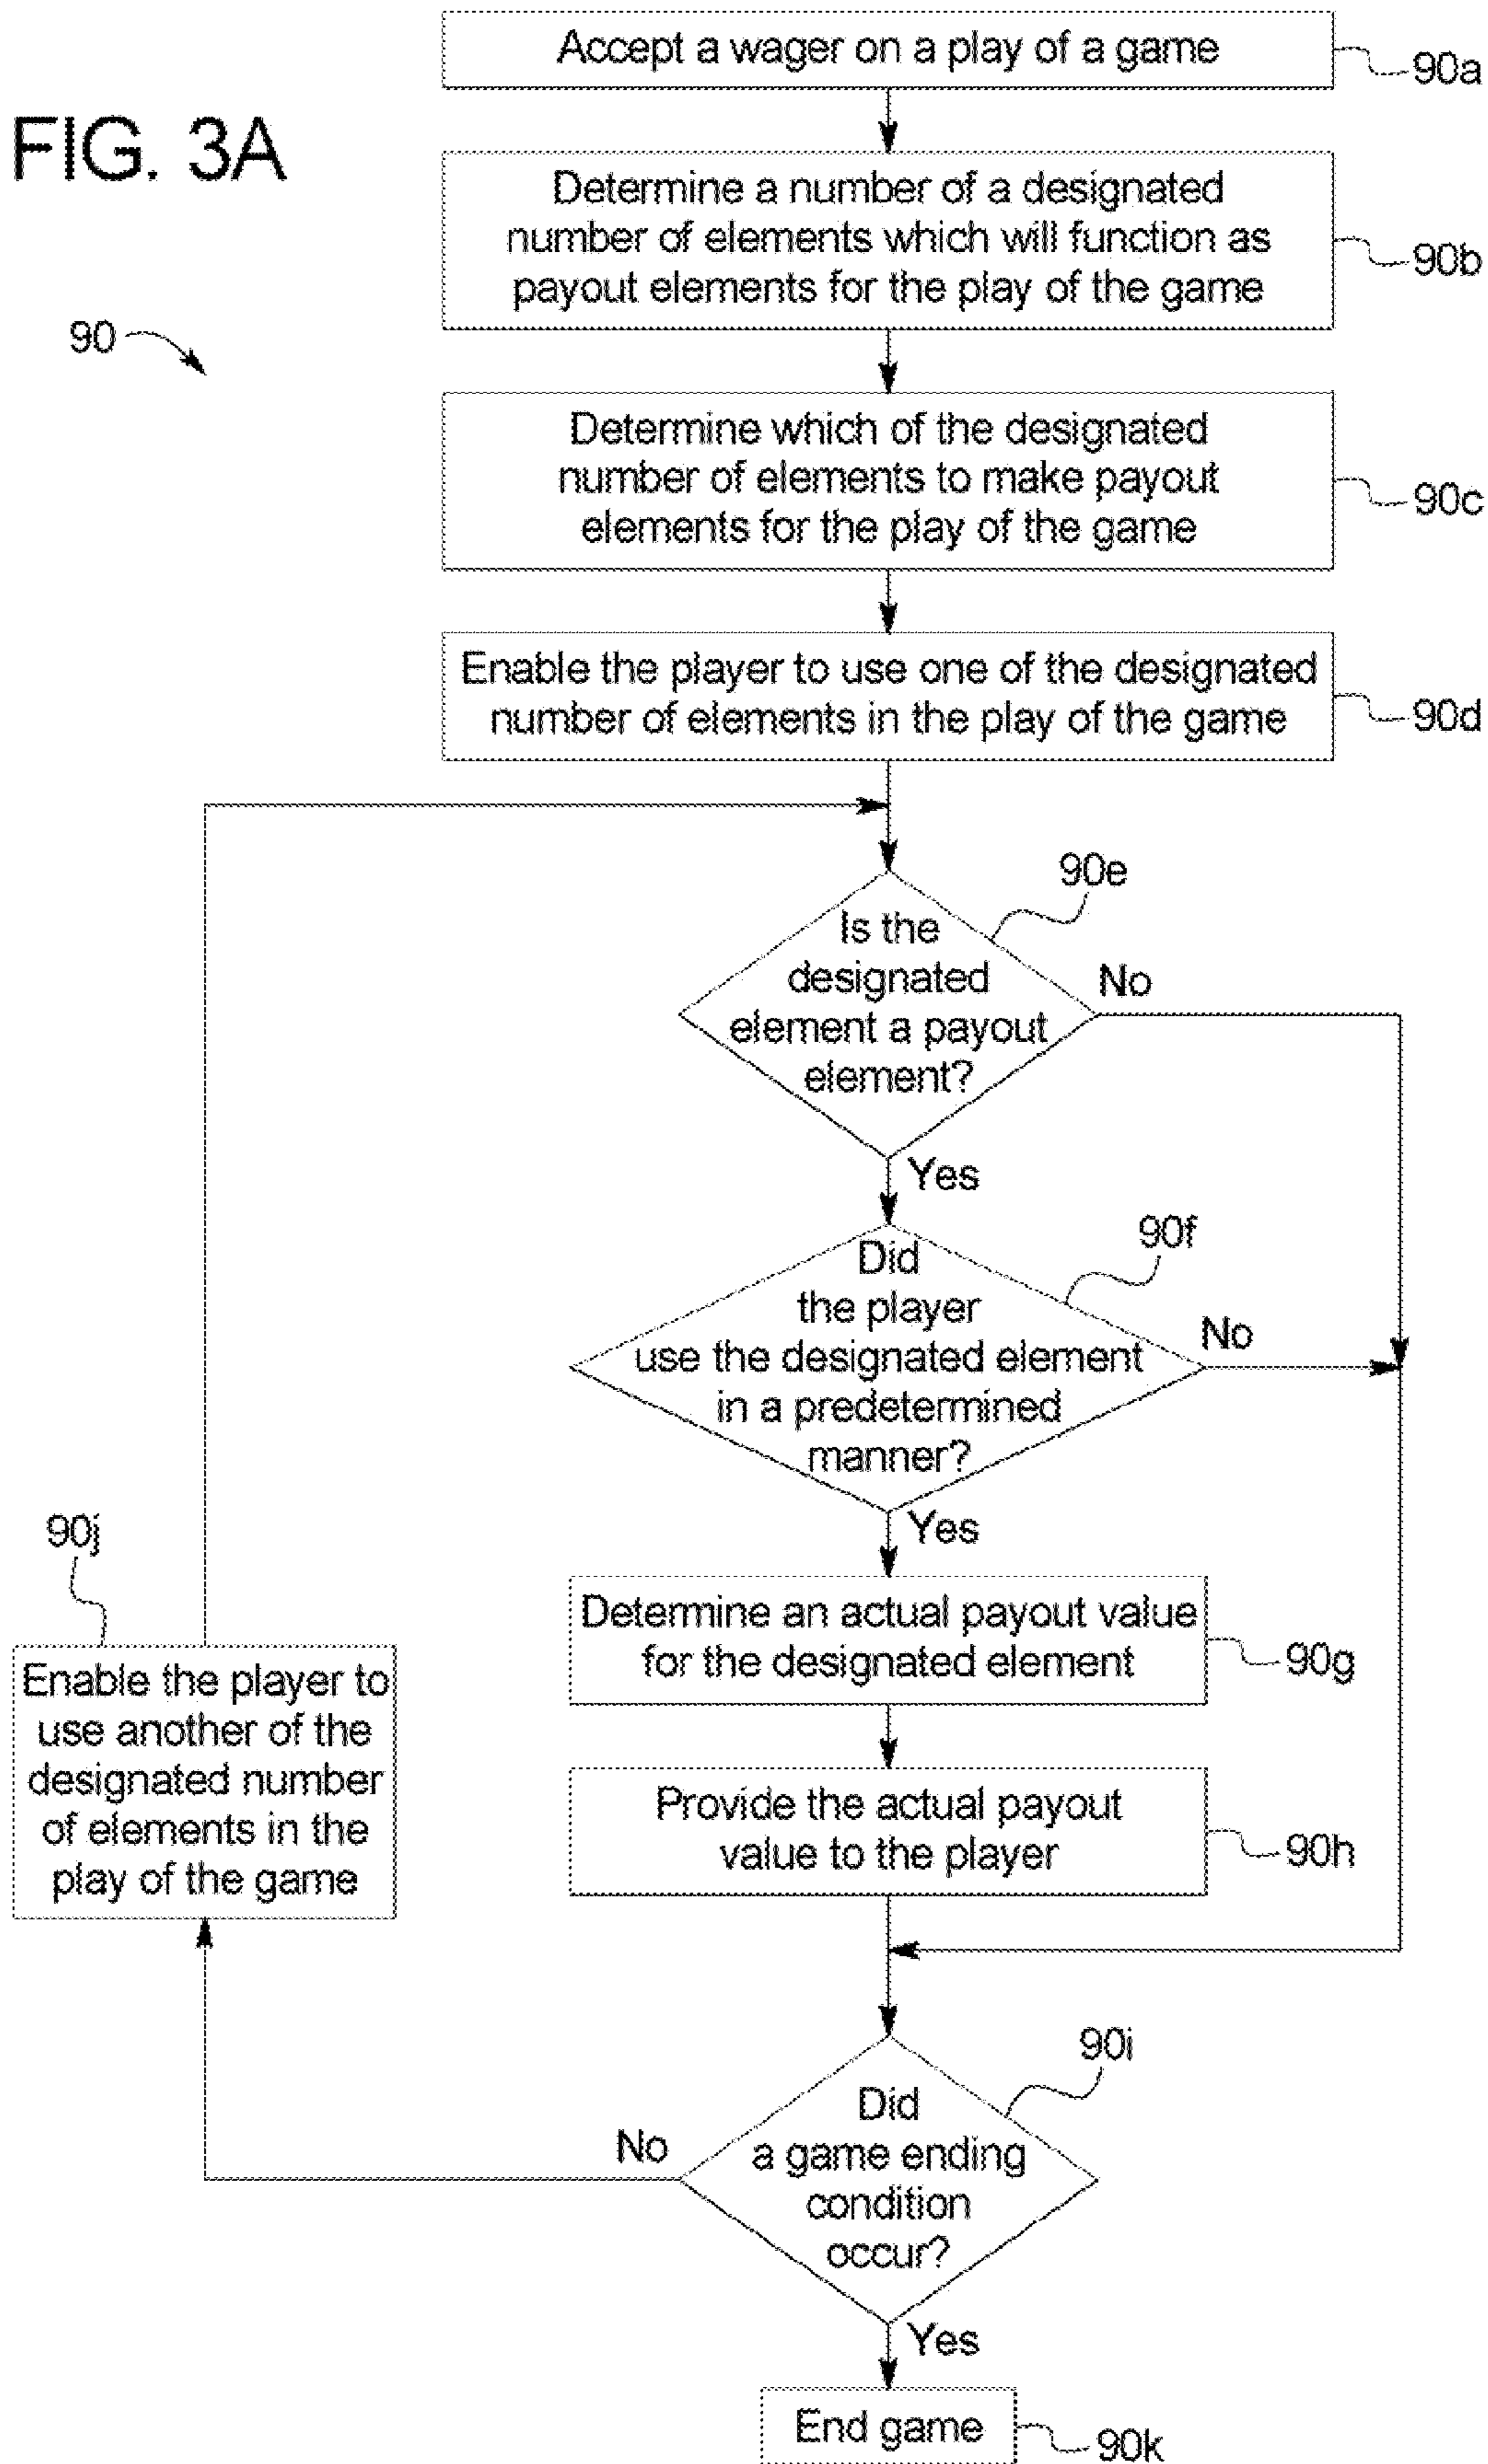 FIG. 3A
90
Accept a wager on a play of a game
90a
Determine a number of a designated
number of elements which will function as
payout elements for the play of the game
90b
Determine which of the designated
number of elements to make payout
elements for the play of the game
90c
Enable the player to use one of the designated
number of elements in the play of the game
90d
90e
Is the
designated
element a payout
element?
No
Yes
90f
Did
the player
use the designated element
in a predetermined
manner?
No
Yes
Determine an actual payout value
for the designated element
90g
Provide the actual payout
value to the player
90h
90i
Did
a game ending
condition
occur?
No
Yes
90j
Enable the player to
use another of the
designated number
of elements in the
play of the game
End game
90k